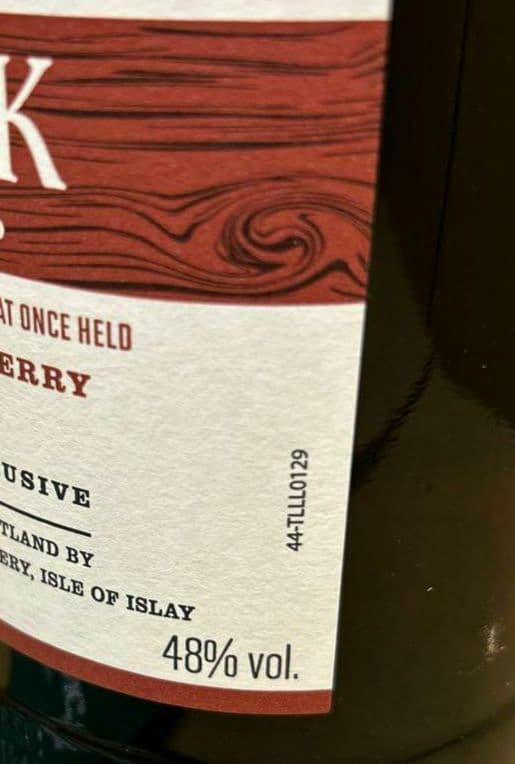 K
AT ONCE HELD
ERRY
USIVE
TLAND BY
ERY, ISLE OF ISLAY
48% vol.
44-TLLL0129